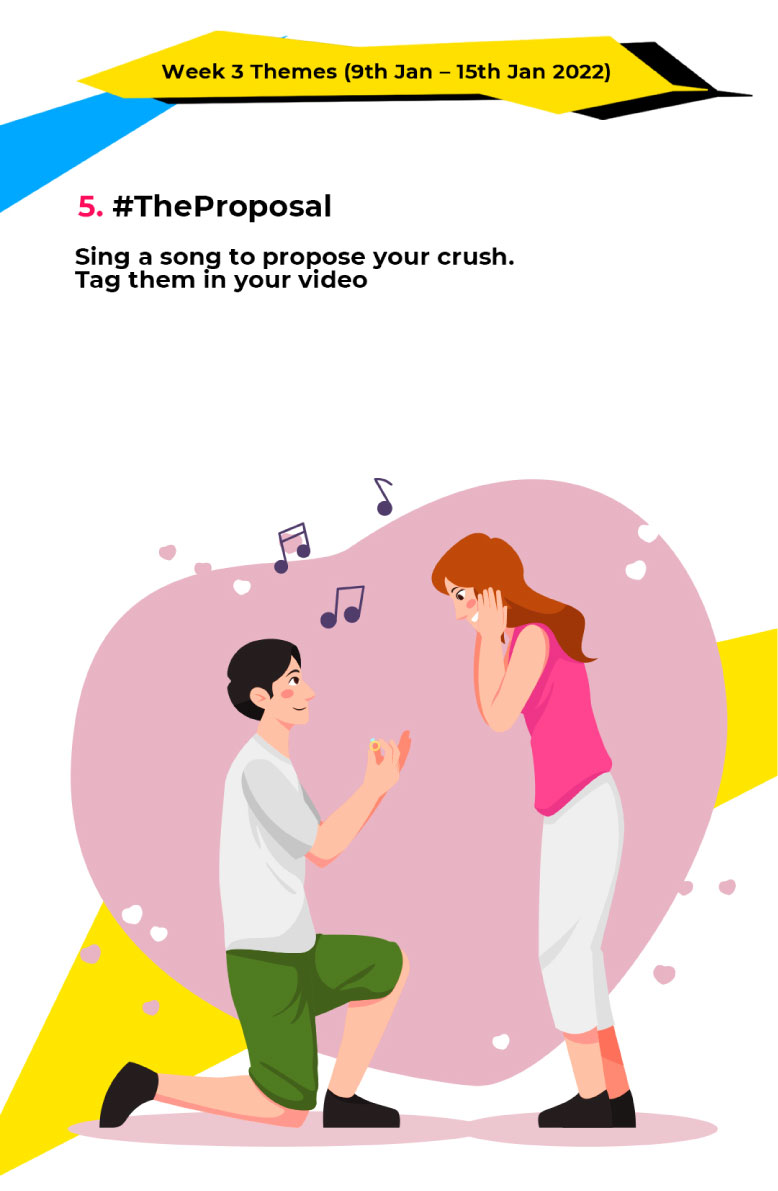 Week 3 Themes (9th Jan – 15th Jan 2022)
5. #TheProposal
Sing a song to propose your crush.
Tag them in your video